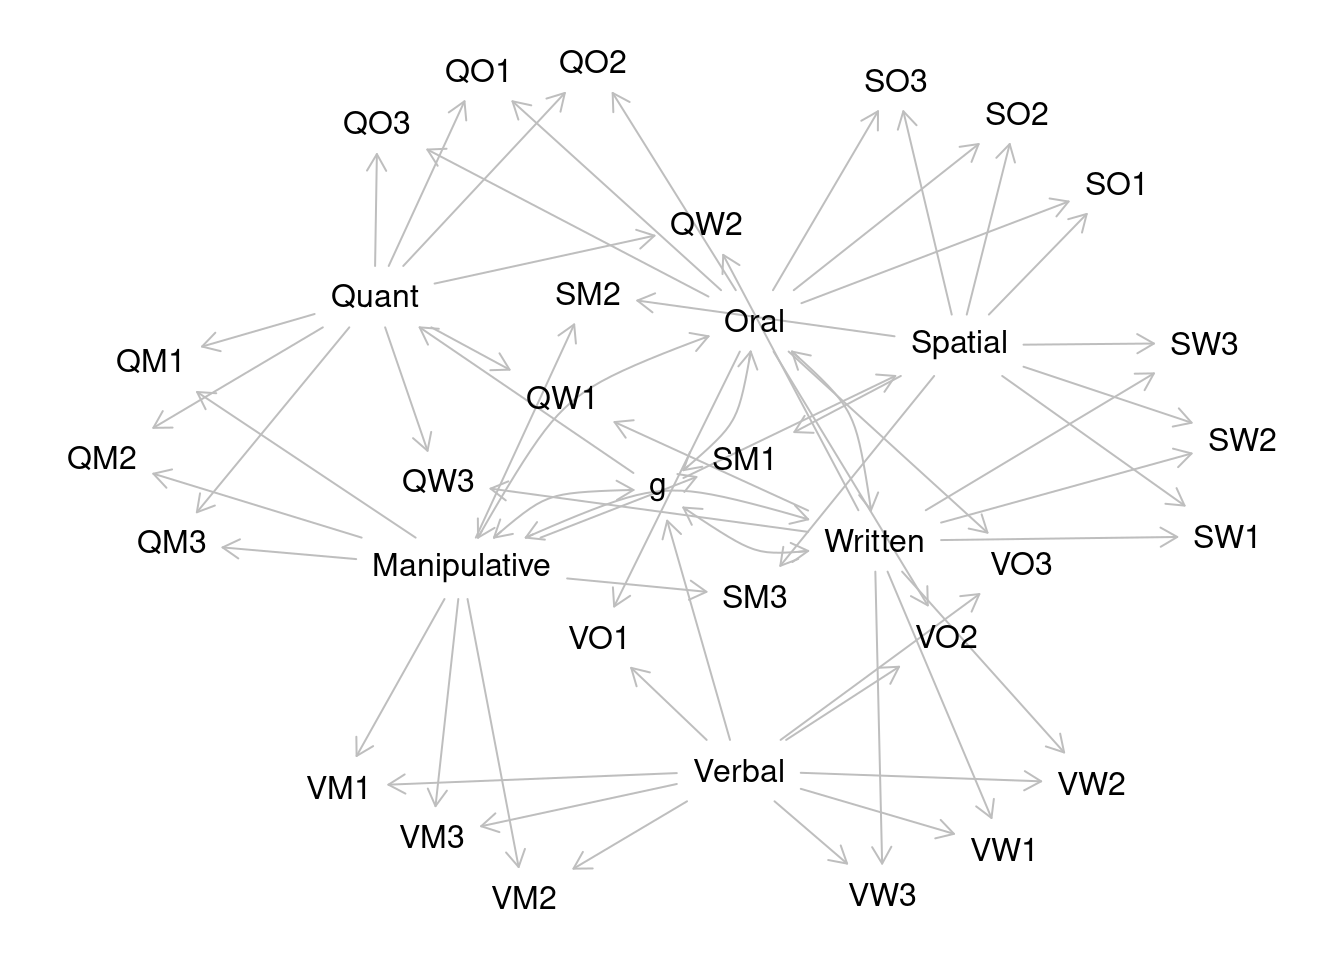 QO1
QO2
SO3
SO2
QO3
SO1
QW2
Quant
SM2
Oral
Spatial
SW3
QM1
QW1
SW2
QM2
SM1
QW3
g
SW1
QM3
Written
Manipulative
VO3
SM3
VO1
VO2
Verbal
VM1
VW2
VM3
VW1
VM2
VW3